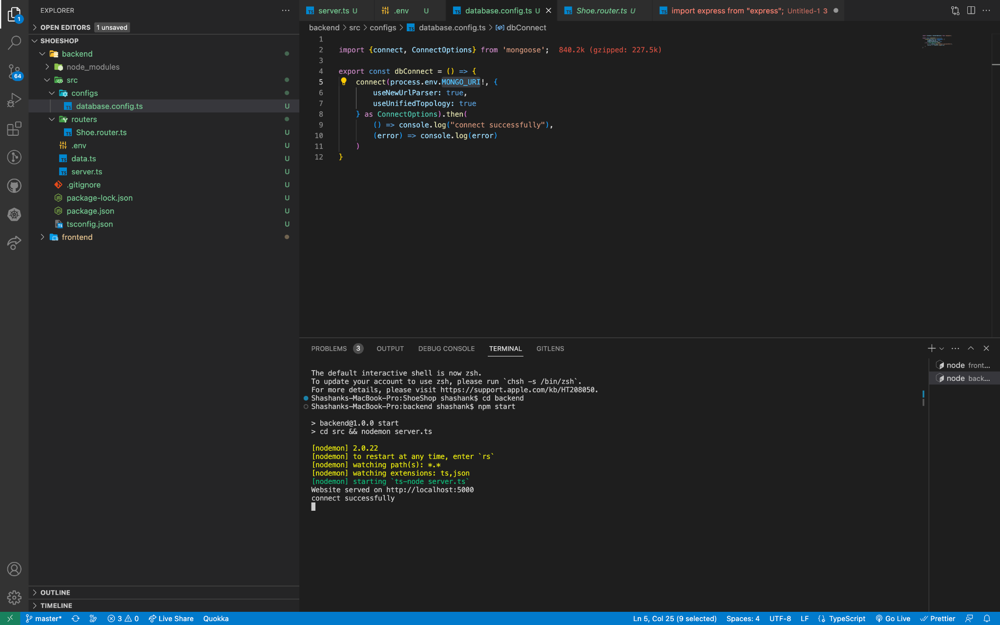 EXPLORER
OPEN EDITORS 1 unsaved
SHOESHOP
backend
node_modules
src
configs
database.config.ts U
routers
Shoe.router.ts U
.env U
data.ts U
server.ts U
.gitignore U
package-lock.json U
package.json U
tsconfig.json U
frontend
OUTLINE
TIMELINE
1
64
server.ts U
.env U
database.config.ts U
Shoe.router.ts U
import express from "express"; Untitled-1 3
backend > src > configs > database.config.ts > dbConnect
1
2 import {connect, ConnectOptions} from 'mongoose'; 840.2k (gzipped: 227.5k)
3
4 export const dbConnect = () => {
5 connect(process.env.MONGO_URI!, {
6 useNewUrlParser: true,
7 useUnifiedTopology: true
8 } as ConnectOptions).then(
9 () => console.log("connect successfully"),
10 (error) => console.log(error)
11 )
12 }
PROBLEMS 3 OUTPUT DEBUG CONSOLE TERMINAL GITLENS
The default interactive shell is now zsh.
To update your account to use zsh, please run `chsh -s /bin/zsh`.
For more details, please visit https://support.apple.com/kb/HT208050.
Shashanks-MacBook-Pro:ShoeShop shashank$ cd backend
Shashanks-MacBook-Pro:backend shashank$ npm start
> backend@1.0.0 start
> cd src && nodemon server.ts
[nodemon] 2.0.22
[nodemon] to restart at any time, enter `rs`
[nodemon] watching path(s): *.*
[nodemon] watching extensions: ts,json
[nodemon] starting `ts-node server.ts`
Website served on http://localhost:5000
connect successfully
node front...
node back...
master* 3 0 Live Share Quokka
Ln 5, Col 25 (9 selected) Spaces: 4 UTF-8 LF TypeScript Go Live Prettier